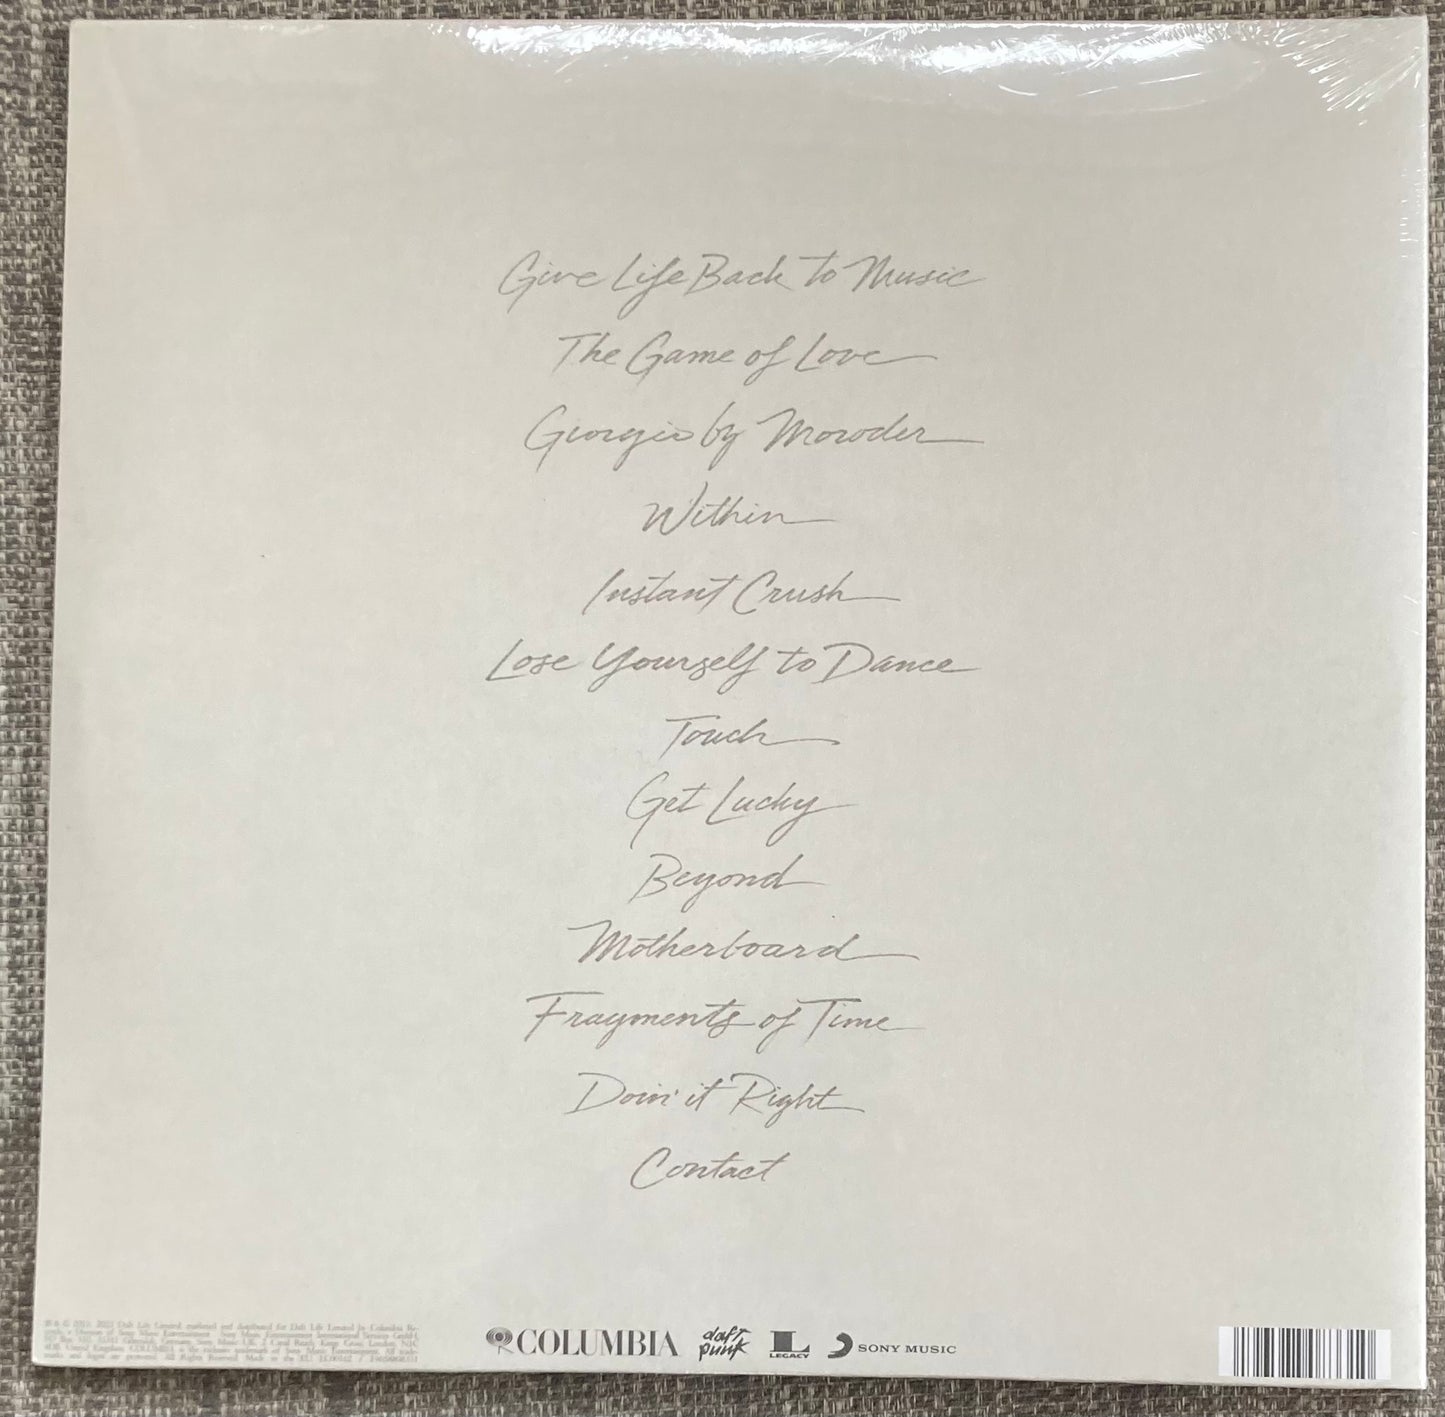 Give Life Back to Music
The Game of Love
Giorgio by Moroder
Within
Instant Crush
Lose Yourself to Dance
Touch
Get Lucky
Beyond
Motherboard
Fragments of Time
Doin' it Right
Contact
COLUMBIA
daft punk
L LEGACY
SONY MUSIC